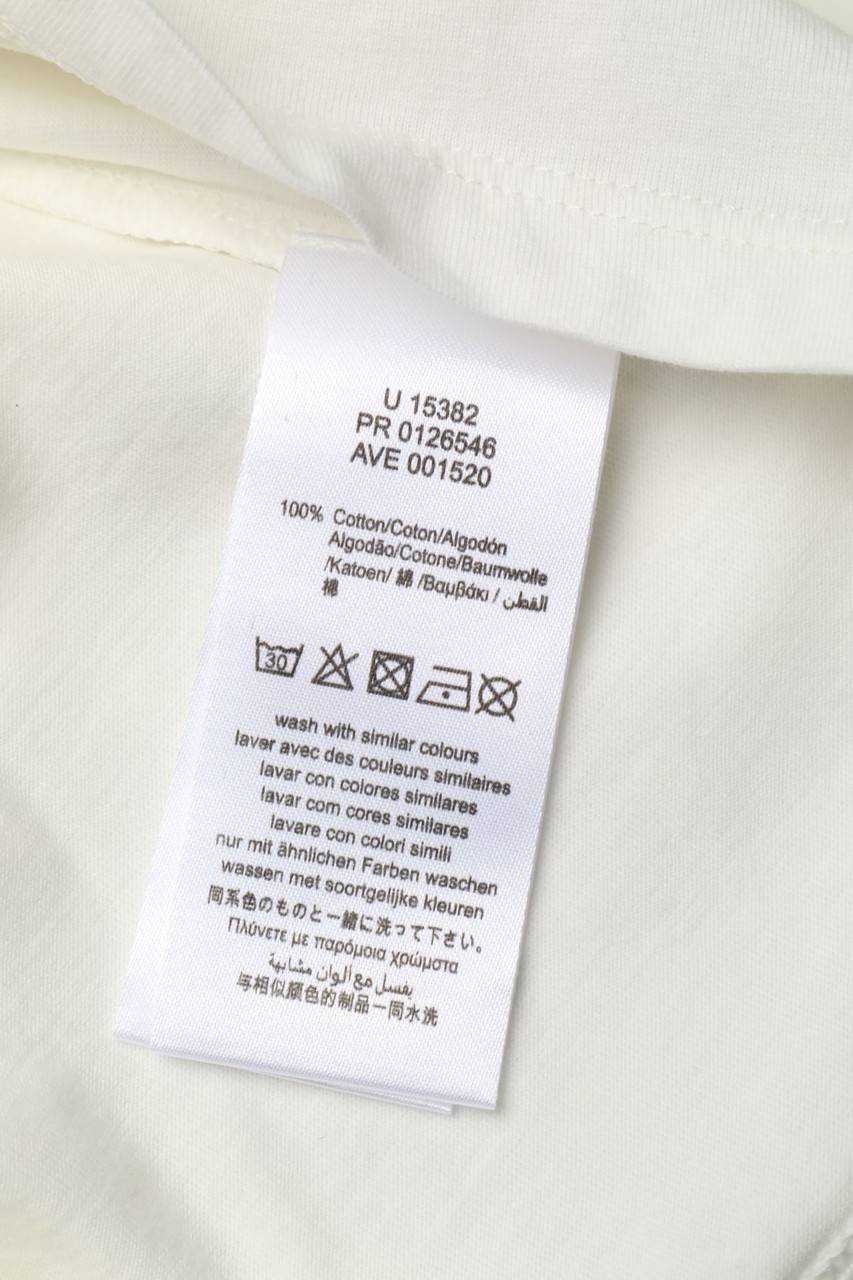 U 15382
PR 0126546
AVE 001520
100% Cotton/Coton/Algodón
Algodão/Cotone/Baumwolle
/Katoen/ 綿 /Βαμβάκι / القطن
棉
30
wash with similar colours
laver avec des couleurs similaires
lavar con colores similares
lavar com cores similares
lavare con colori simili
nur mit ähnlichen Farben waschen
wassen met soortgelijke kleuren
同系色のものと一緒に洗って下さい。
Πλύνετε με παρόμοια χρώματα
يغسل مع ألوان مشابهة
与相似颜色的制品一同水洗